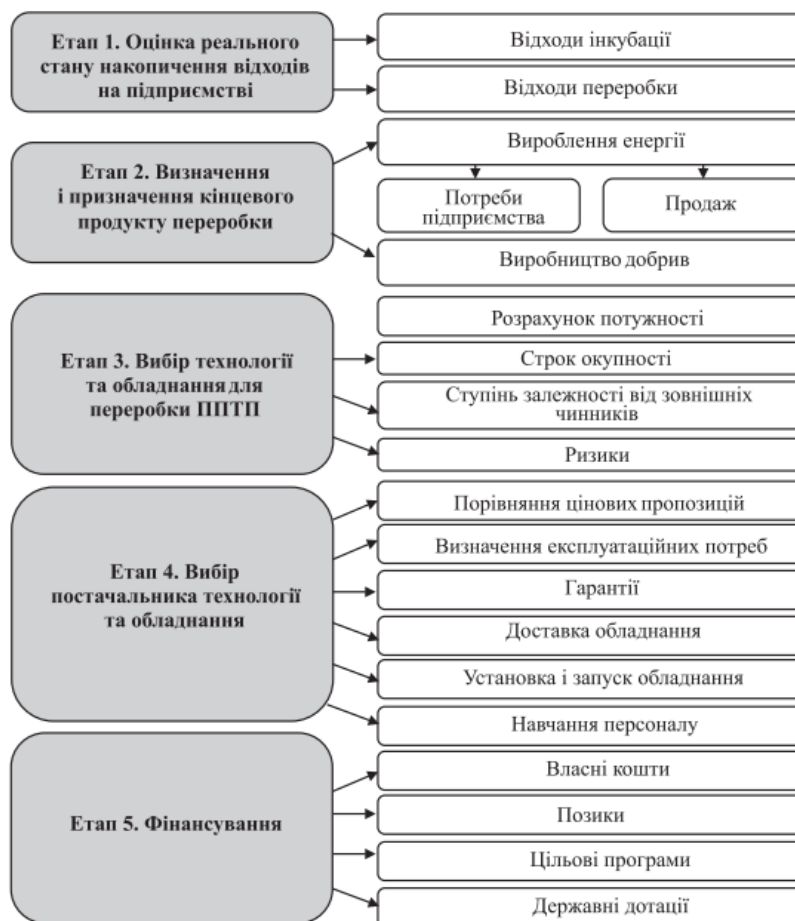 Етап 1. Оцінка реального
стану накопичення відходів
на підприємстві
Відходи інкубації
Відходи переробки
Етап 2. Визначення
і призначення кінцевого
продукту переробки
Вироблення енергії
Потреби
підприємства
Продаж
Виробництво добрив
Етап 3. Вибір технології
та обладнання для
переробки ППТП
Розрахунок потужності
Строк окупності
Ступінь залежності від зовнішніх
чинників
Ризики
Етап 4. Вибір
постачальника технології
та обладнання
Порівняння цінових пропозицій
Визначення експлуатаційних потреб
Гарантії
Доставка обладнання
Установка і запуск обладнання
Навчання персоналу
Етап 5. Фінансування
Власні кошти
Позики
Цільові програми
Державні дотації